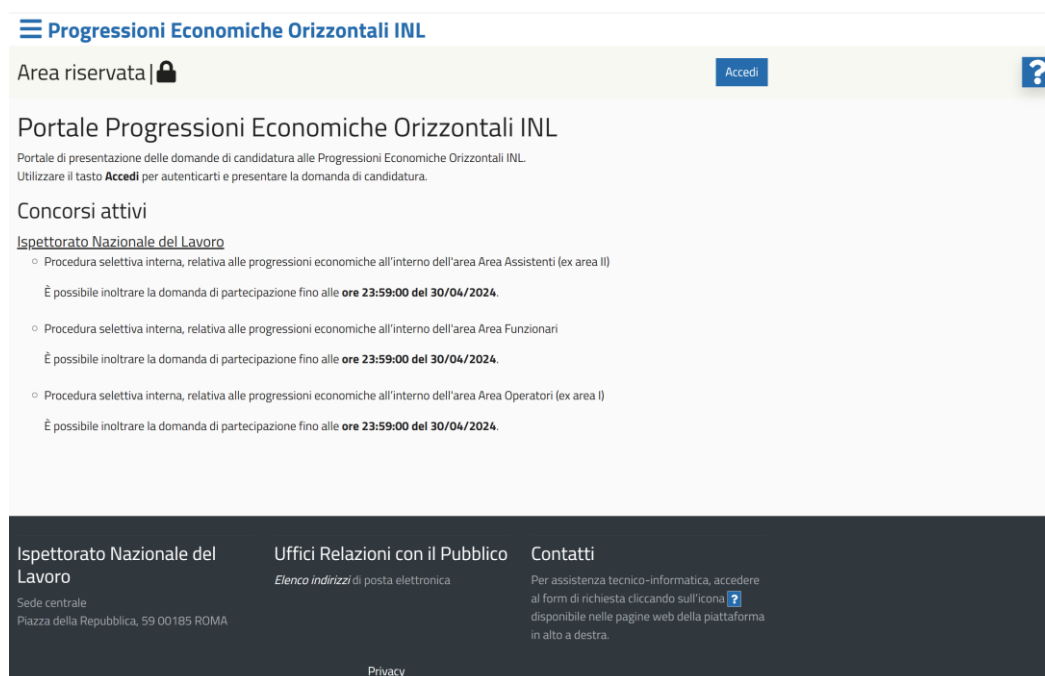 Progressioni Economiche Orizzontali INL
Area riservata|
Accedi
?
Portale Progressioni Economiche Orizzontali INL
Portale di presentazione delle domande di candidatura alle Progressioni Economiche Orizzontali INL.
Utilizzare il tasto Accedi per autenticarti e presentare la domanda di candidatura.
Concorsi attivi
Ispettorato Nazionale del Lavoro
Procedura selettiva interna, relativa alle progressioni economiche all'interno dell'area Area Assistenti (ex area II)
È possibile inoltrare la domanda di partecipazione fino alle ore 23:59:00 del 30/04/2024.
Procedura selettiva interna, relativa alle progressioni economiche all'interno dell'area Area Funzionari
È possibile inoltrare la domanda di partecipazione fino alle ore 23:59:00 del 30/04/2024.
Procedura selettiva interna, relativa alle progressioni economiche all'interno dell'area Area Operatori (ex area I)
È possibile inoltrare la domanda di partecipazione fino alle ore 23:59:00 del 30/04/2024.
Ispettorato Nazionale del
Lavoro
Sede centrale
Piazza della Repubblica, 59 00185 ROMA
Uffici Relazioni con il Pubblico
Elenco indirizzi di posta elettronica
Contatti
Per assistenza tecnico-informatica, accedere
al form di richiesta cliccando sull'icona ?
disponibile nelle pagine web della piattaforma
in alto a destra.
Privacy